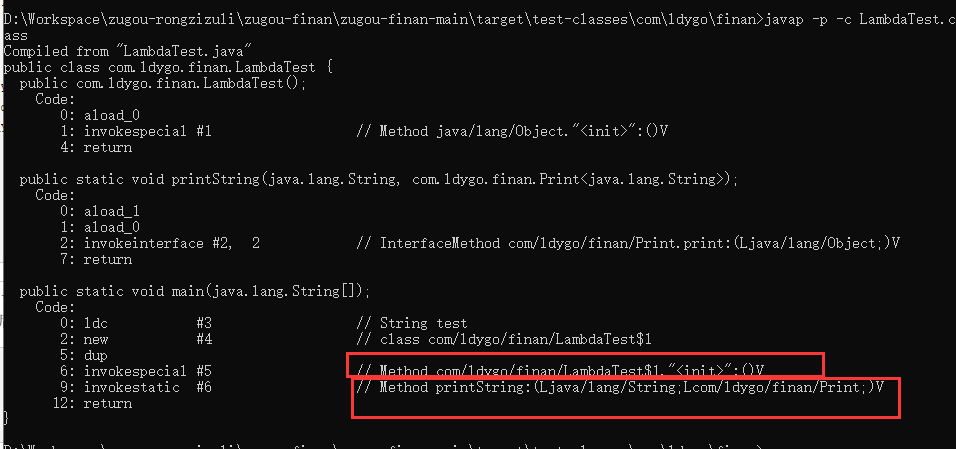 D:\Workspace\zugou-rongzizuli\zugou-finan\zugou-finan-main\target\test-classes\com\ldygo\finan>javap -p -c LambdaTest.c
ass
Compiled from "LambdaTest.java"
public class com.ldygo.finan.LambdaTest {
  public com.ldygo.finan.LambdaTest();
    Code:
       0: aload_0
       1: invokespecial #1                  // Method java/lang/Object."<init>":()V
       4: return

  public static void printString(java.lang.String, com.ldygo.finan.Print<java.lang.String>);
    Code:
       0: aload_1
       1: aload_0
       2: invokeinterface #2,  2            // InterfaceMethod com/ldygo/finan/Print.print:(Ljava/lang/Object;)V
       7: return

  public static void main(java.lang.String[]);
    Code:
       0: ldc           #3                  // String test
       2: new           #4                  // class com/ldygo/finan/LambdaTest$1
       5: dup
       6: invokespecial #5                  // Method com/ldygo/finan/LambdaTest$1."<init>":()V
       9: invokestatic  #6                  // Method printString:(Ljava/lang/String;Lcom/ldygo/finan/Print;)V
      12: return
}